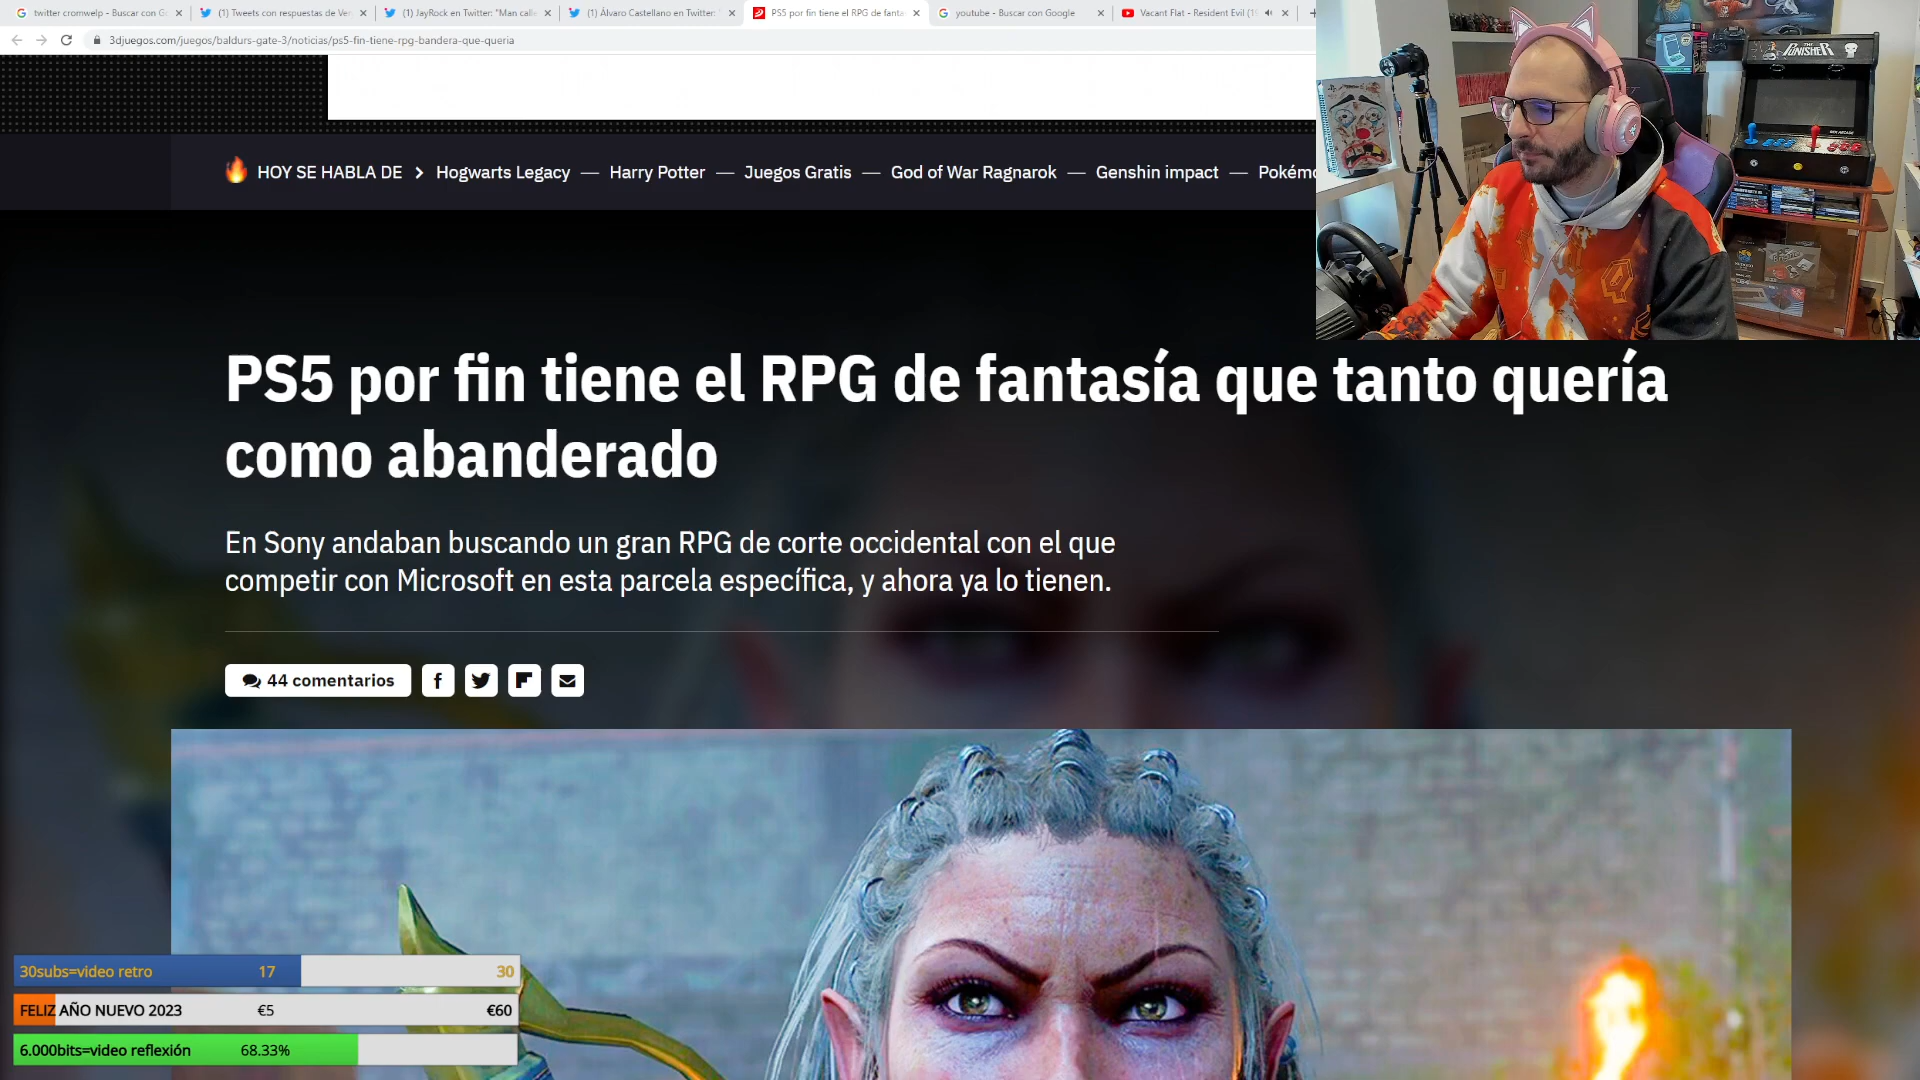 twitter cromwelp - Buscar con G
(1) Tweets con respuestas de Ver
(1) JayRock en Twitter: "Man calle
(1) Álvaro Castellano en Twitter: "
PS5 por fin tiene el RPG de fanta
youtube - Buscar con Google
Vacant Flat - Resident Evil (19
3djuegos.com/juegos/baldurs-gate-3/noticias/ps5-fin-tiene-rpg-bandera-que-queria
THE PUNISHER
HOY SE HABLA DE > Hogwarts Legacy — Harry Potter — Juegos Gratis — God of War Ragnarok — Genshin impact — Pokémo
PS5 por fin tiene el RPG de fantasía que tanto quería
como abanderado
En Sony andaban buscando un gran RPG de corte occidental con el que
competir con Microsoft en esta parcela específica, y ahora ya lo tienen.
44 comentarios
30subs=video retro 17 30
FELIZ AÑO NUEVO 2023 €5 €60
6.000bits=video reflexión 68.33%